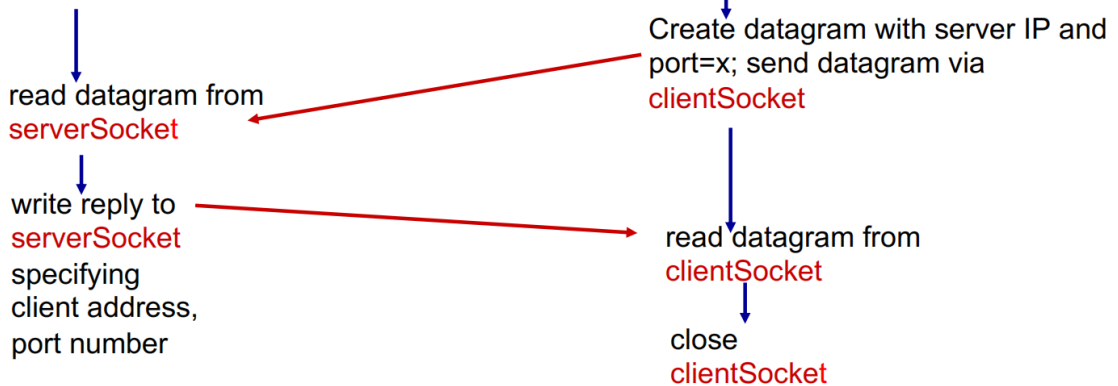 read datagram from
serverSocket
write reply to
serverSocket
specifying
client address,
port number
Create datagram with server IP and
port=x; send datagram via
clientSocket
read datagram from
clientSocket
close
clientSocket